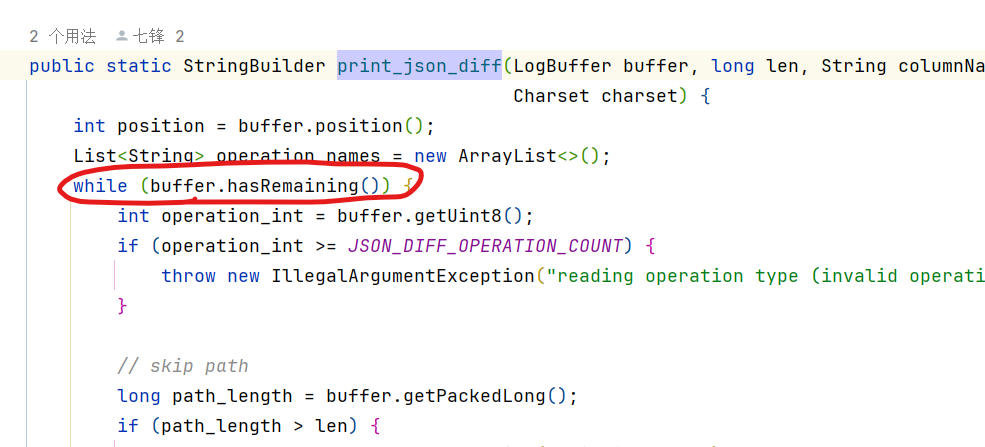 2 个用法 七锋 2
public static StringBuilder print_json_diff(LogBuffer buffer, long len, String columnNa
Charset charset) {
int position = buffer.position();
List<String> operation_names = new ArrayList<>();
while (buffer.hasRemaining()) {
int operation_int = buffer.getUint8();
if (operation_int >= JSON_DIFF_OPERATION_COUNT) {
throw new IllegalArgumentException("reading operation type (invalid operati
}
// skip path
long path_length = buffer.getPackedLong();
if (path_length > len) {